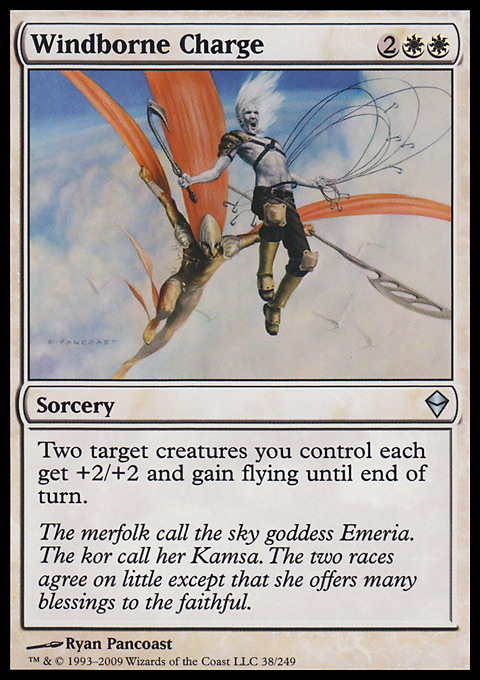 Windborne Charge 2
R. PANCOAST
Sorcery
Two target creatures you control each
get +2/+2 and gain flying until end of
turn.
The merfolk call the sky goddess Emeria.
The kor call her Kamsa. The two races
agree on little except that she offers many
blessings to the faithful.
Ryan Pancoast
™ & © 1993–2009 Wizards of the Coast LLC 38/249